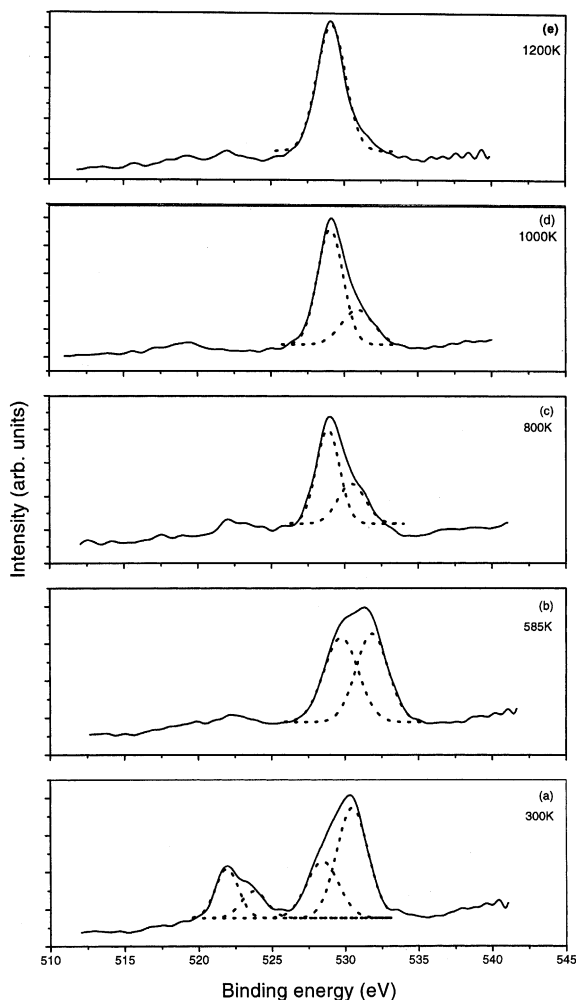 (e)
1200K
(d)
1000K
(c)
800K
(b)
585K
(a)
300K
Intensity (arb. units)
510 515 520 525 530 535 540 545
Binding energy (eV)